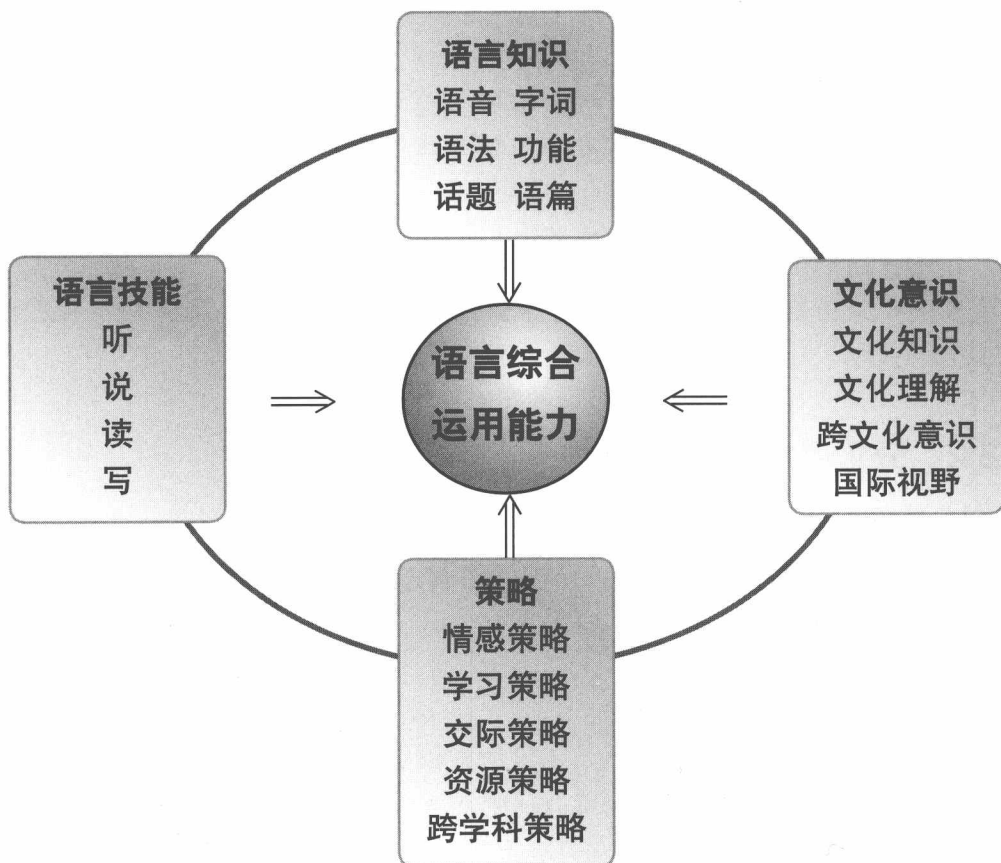 语言知识
语音 字词
语法 功能
话题 语篇
语言技能
听
说
读
写
语言综合
运用能力
文化意识
文化知识
文化理解
跨文化意识
国际视野
策略
情感策略
学习策略
交际策略
资源策略
跨学科策略